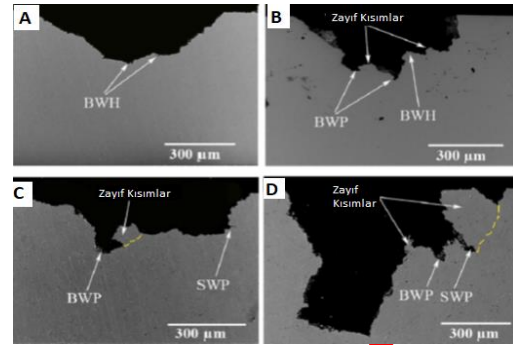 A
BWH
300 µm
B
Zayıf Kısımlar
BWP
BWH
300 µm
C
Zayıf Kısımlar
BWP
SWP
300 µm
D
Zayıf
Kısımlar
BWP
SWP
300 µm